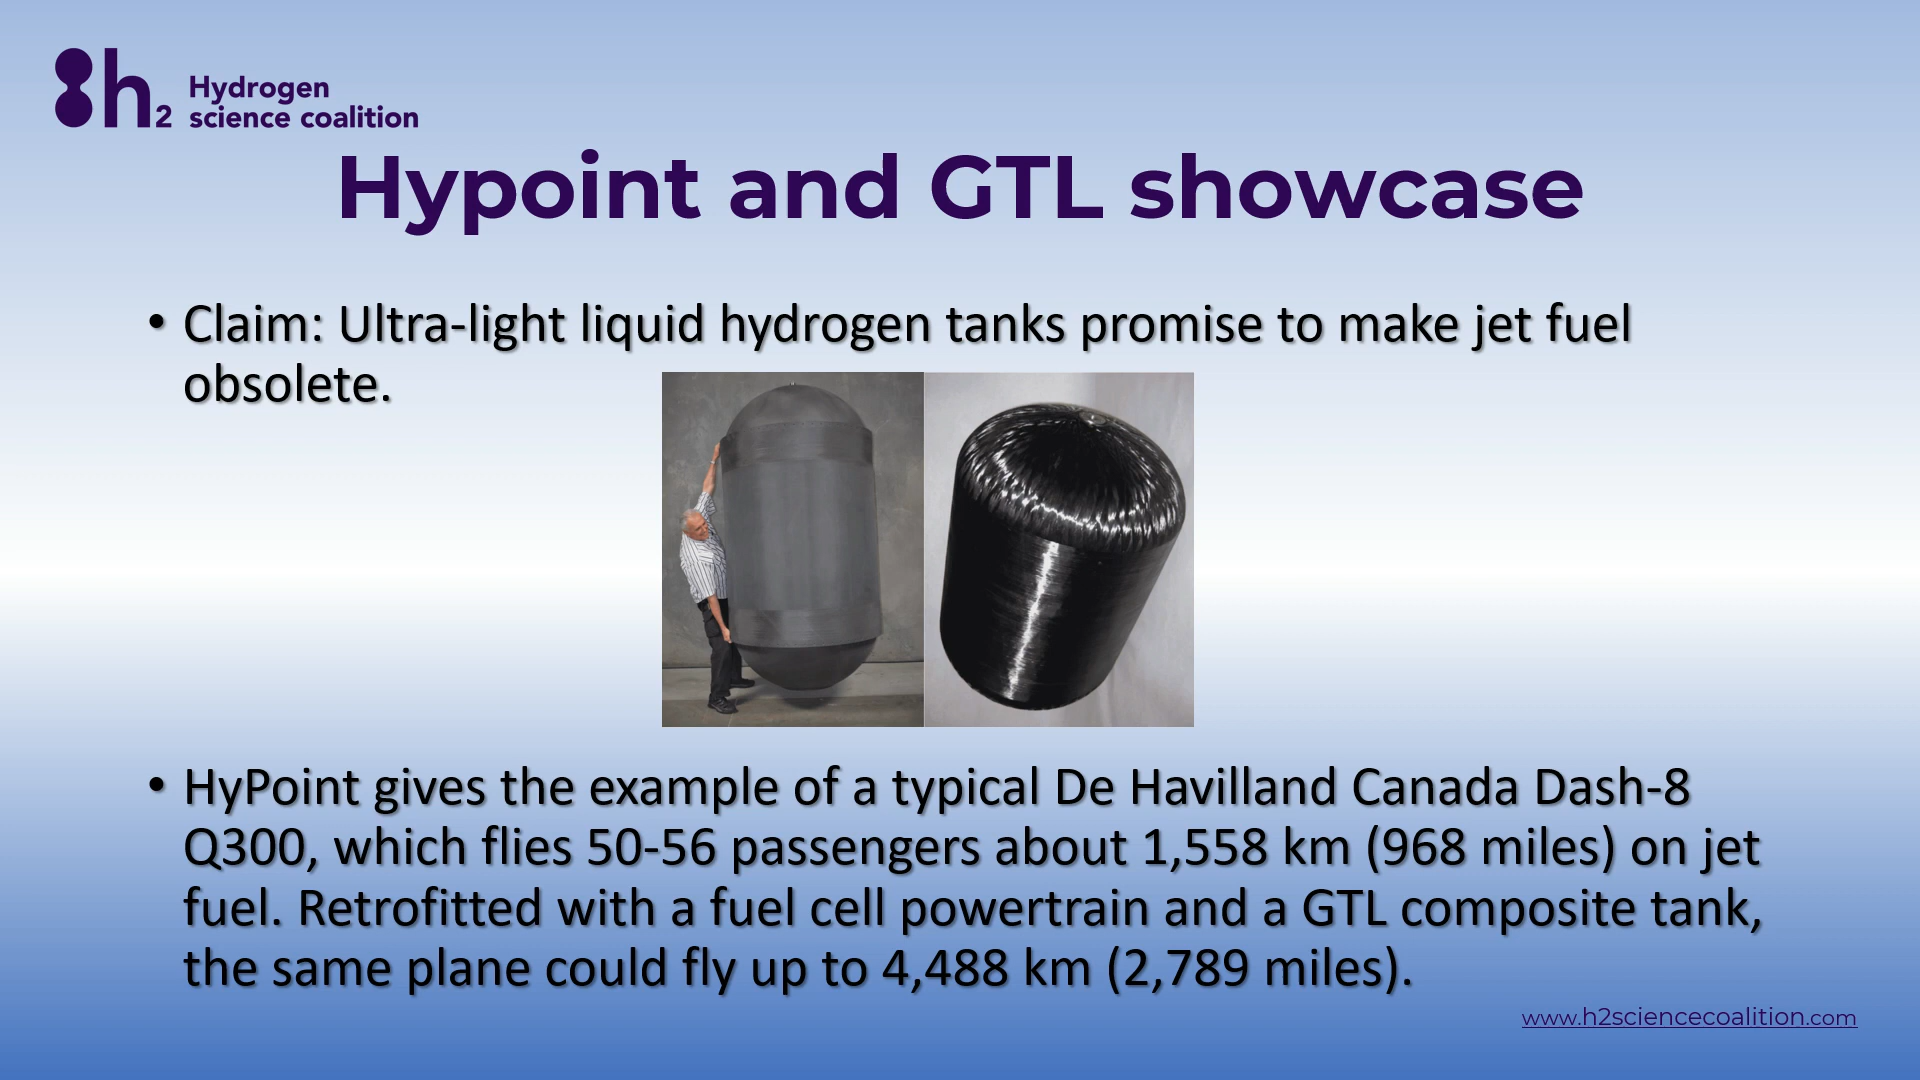 h2 Hydrogen
science coalition
Hypoint and GTL showcase
• Claim: Ultra-light liquid hydrogen tanks promise to make jet fuel
obsolete.
• HyPoint gives the example of a typical De Havilland Canada Dash-8
Q300, which flies 50-56 passengers about 1,558 km (968 miles) on jet
fuel. Retrofitted with a fuel cell powertrain and a GTL composite tank,
the same plane could fly up to 4,488 km (2,789 miles).
www.h2sciencecoalition.com